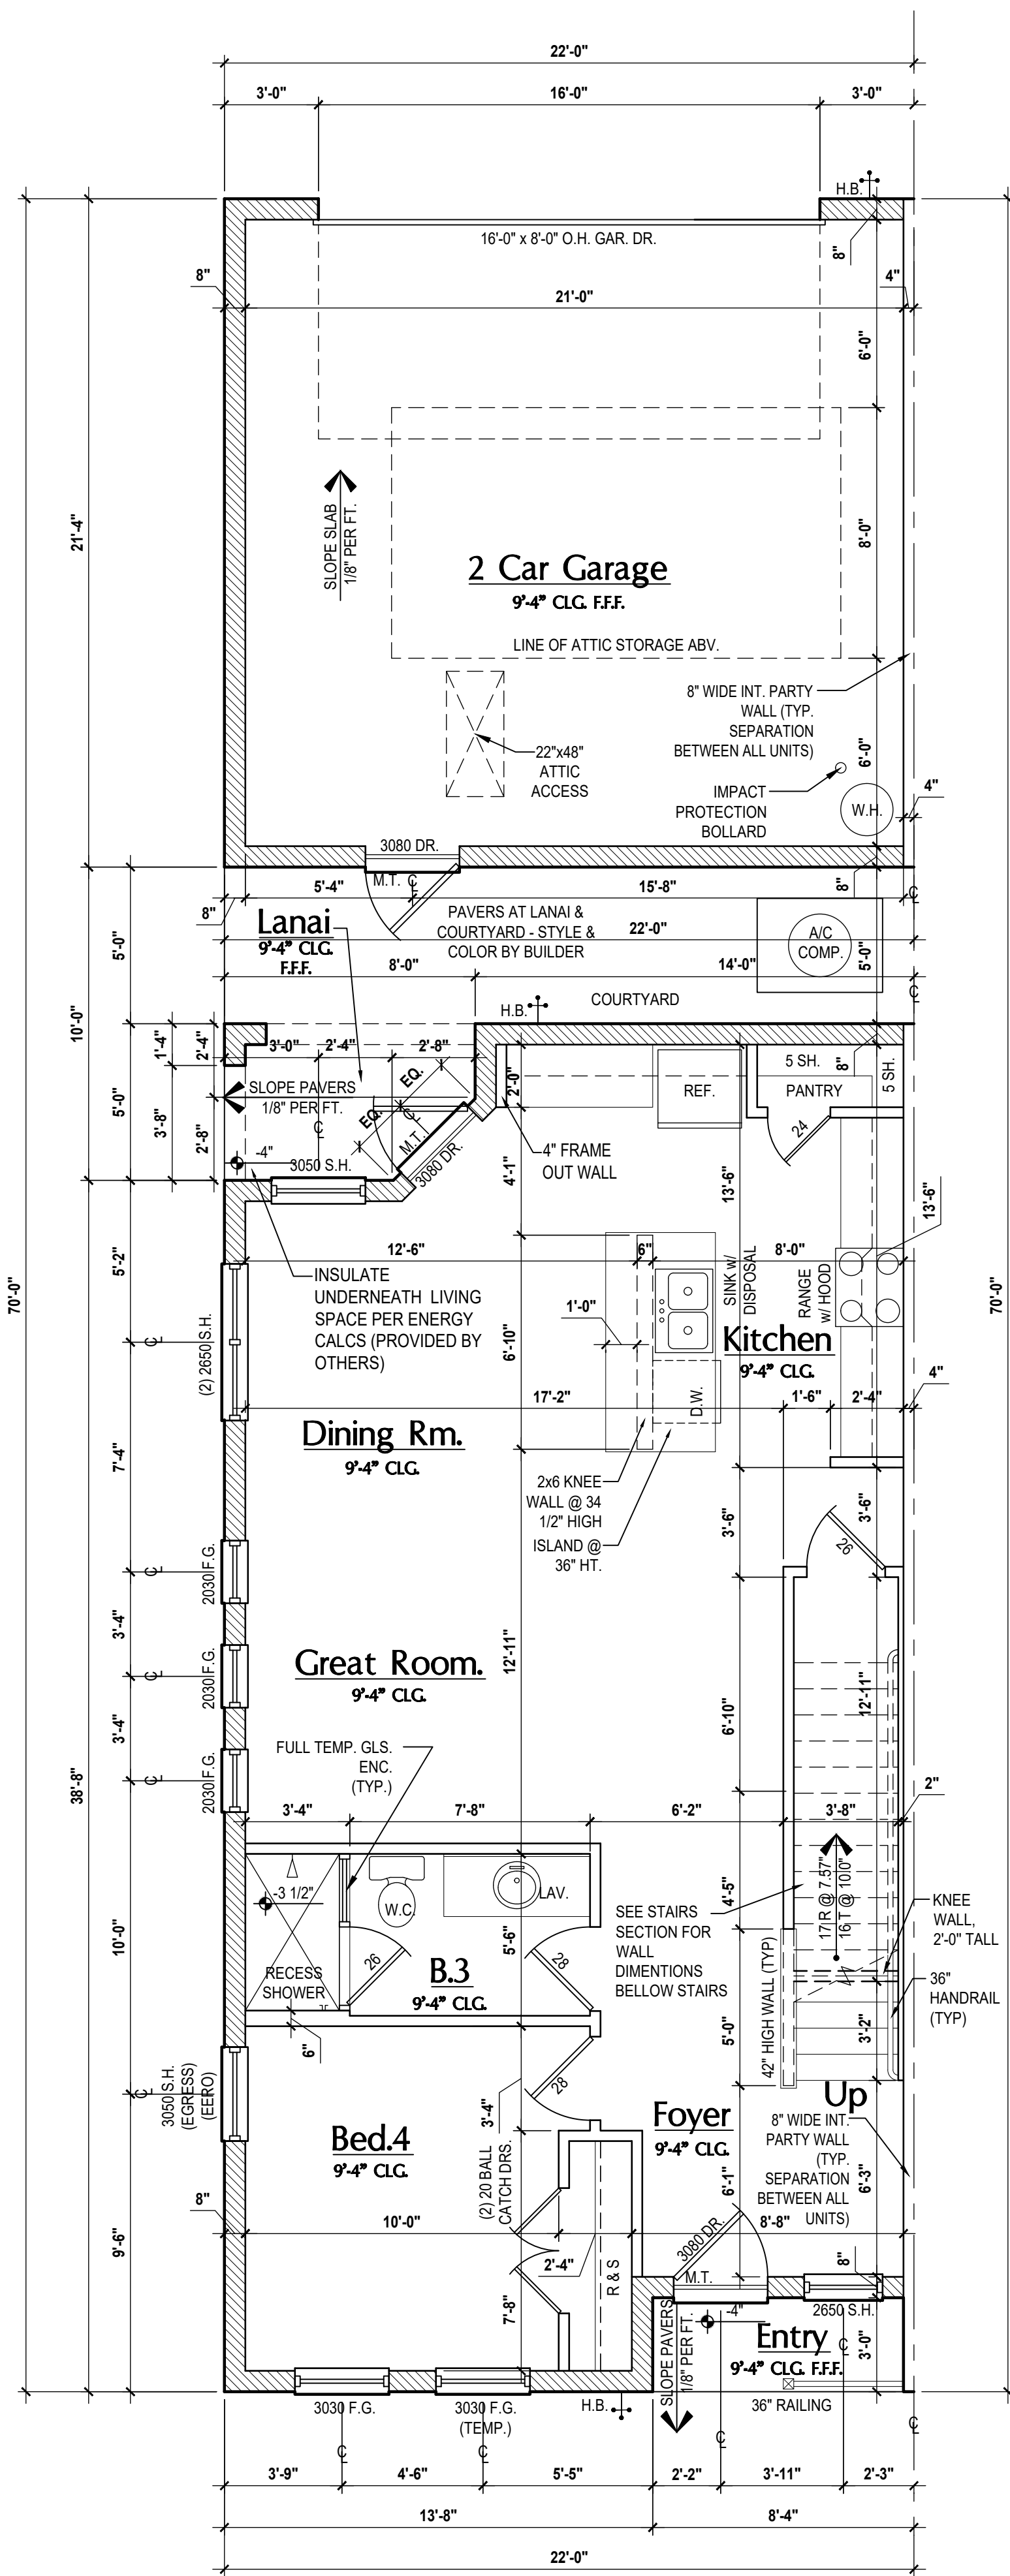 22'-0"
3'-0"
16'-0"
3'-0"
H.B.
16'-0" x 8'-0" O.H. GAR. DR.
8"
8"
4"
21'-0"
6'-0"
21'-4"
SLOPE SLAB
1/8" PER FT.
8'-0"
2 Car Garage
9'-4" CLG. F.F.F.
LINE OF ATTIC STORAGE ABV.
8" WIDE INT. PARTY
WALL (TYP.
SEPARATION
BETWEEN ALL UNITS)
22"x48"
ATTIC
ACCESS
6'-0"
IMPACT
PROTECTION
BOLLARD
W.H.
4"
3080 DR.
M.T.
5'-4"
15'-8"
8"
8"
Lanai
9'-4" CLG.
F.F.F.
PAVERS AT LANAI &
COURTYARD - STYLE &
COLOR BY BUILDER
22'-0"
A/C
COMP.
5'-0"
5'-0"
8'-0"
14'-0"
COURTYARD
H.B.
10'-0"
1'-4"
2'-4"
3'-0"
2'-4"
2'-8"
5'-0"
3'-8"
2'-8"
SLOPE PAVERS
1/8" PER FT.
EQ.
EQ.
M.T.
3080 DR.
-4"
3050 S.H.
2'-0"
REF.
5 SH.
PANTRY
8"
5 SH.
24
4" FRAME
OUT WALL
4'-1"
13'-6"
13'-6"
70'-0"
70'-0"
5'-2"
12'-6"
6"
8'-0"
INSULATE
UNDERNEATH LIVING
SPACE PER ENERGY
CALCS (PROVIDED BY
OTHERS)
(2) 2650 S.H.
1'-0"
6'-10"
SINK w/
DISPOSAL
RANGE
w/ HOOD
Kitchen
9'-4" CLG.
4"
17'-2"
D.W.
1'-6"
2'-4"
Dining Rm.
9'-4" CLG.
7'-4"
2x6 KNEE
WALL @ 34
1/2" HIGH
ISLAND @
36" HT.
3'-6"
3'-6"
26
2030 F.G.
3'-4"
2030 F.G.
3'-4"
2030 F.G.
Great Room.
9'-4" CLG.
12'-11"
6'-10"
12'-11"
38'-8"
FULL TEMP. GLS.
ENC.
(TYP.)
3'-4"
7'-8"
6'-2"
3'-8"
2"
-3 1/2"
W.C.
LAV.
RECESS
SHOWER
26
5'-6"
28
B.3
9'-4" CLG.
10'-0"
4'-5"
17 R @ 7.57"
16 T @ 10.0"
SEE STAIRS
SECTION FOR
WALL
DIMENTIONS
BELLOW STAIRS
KNEE
WALL,
2'-0" TALL
36"
HANDRAIL
(TYP)
42" HIGH WALL (TYP)
5'-0"
3'-2"
6"
3050 S.H.
(EGRESS)
(EERO)
28
3'-4"
(2) 20 BALL
CATCH DRS.
Up
Foyer
9'-4" CLG.
8" WIDE INT.
PARTY WALL
(TYP.
SEPARATION
BETWEEN ALL
UNITS)
6'-3"
6'-1"
Bed.4
9'-4" CLG.
8"
10'-0"
9'-6"
2'-4"
R & S
7'-8"
8'-8"
3080 DR.
M.T.
8"
-4"
2650 S.H.
SLOPE PAVERS
1/8" PER FT.
Entry
9'-4" CLG. F.F.F.
3'-0"
36" RAILING
3030 F.G.
3030 F.G.
(TEMP.)
H.B.
3'-9"
4'-6"
5'-5"
2'-2"
3'-11"
2'-3"
13'-8"
8'-4"
22'-0"